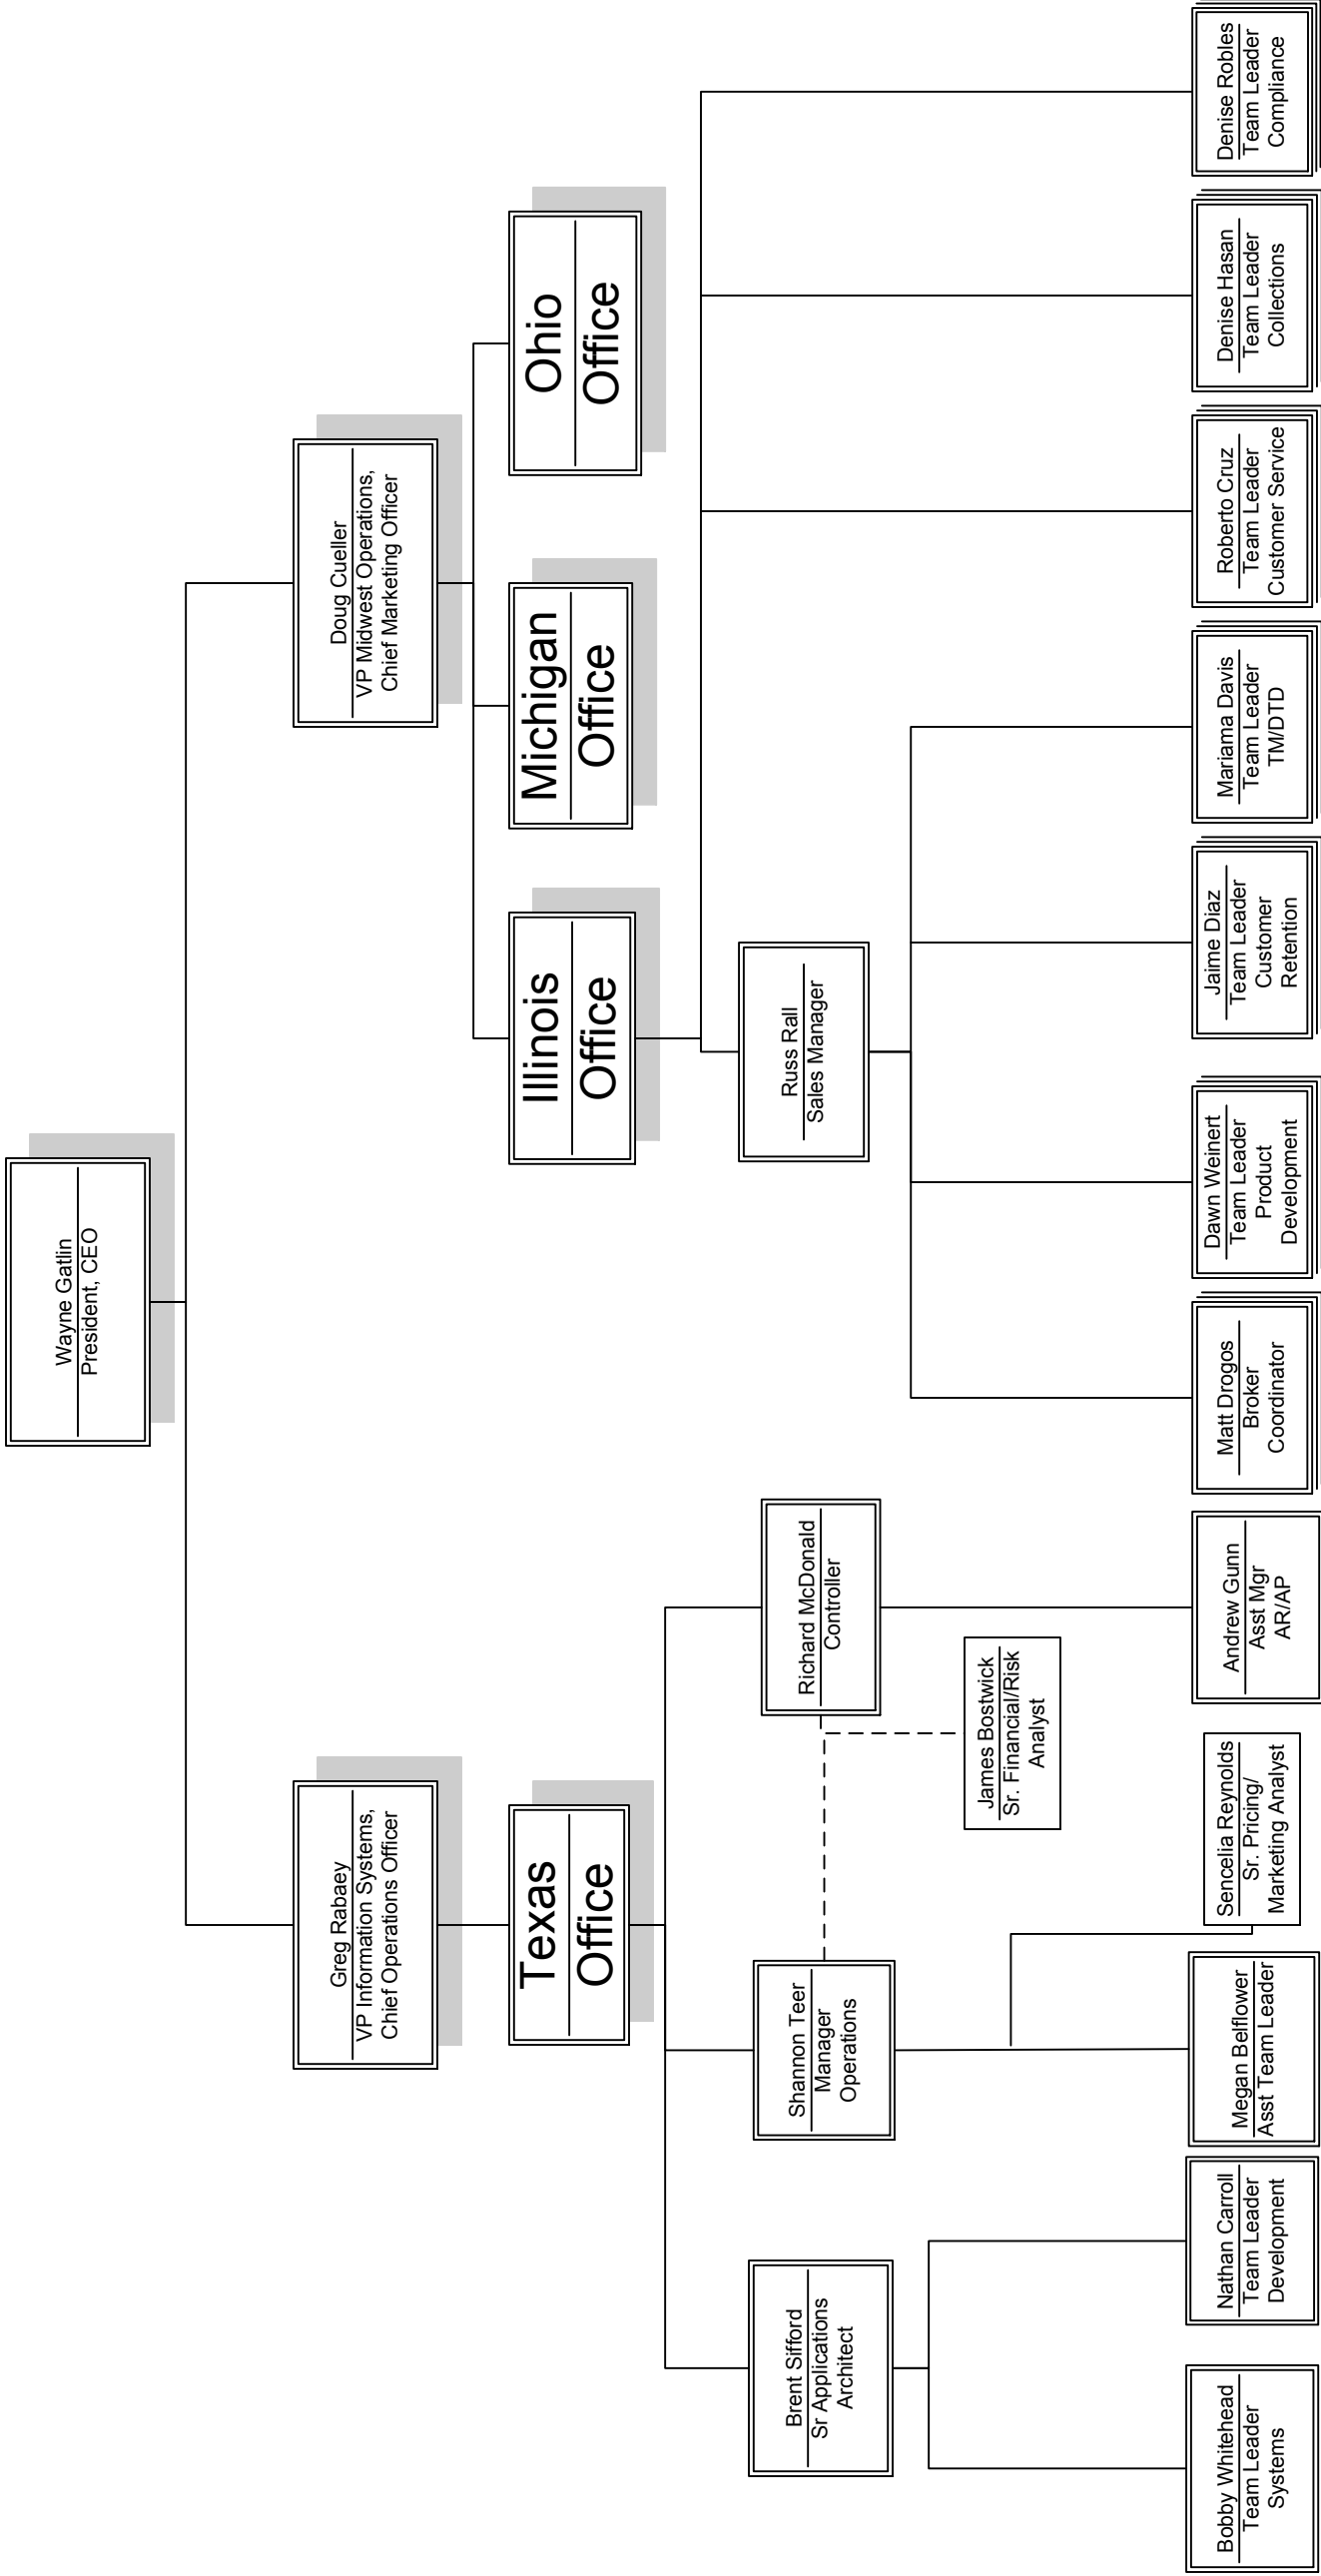 Wayne Gatlin
President, CEO
Greg Rabaey
VP Information Systems,
Chief Operations Officer
Doug Cueller
VP Midwest Operations,
Chief Marketing Officer
Texas
Office
Illinois
Office
Michigan
Office
Ohio
Office
Brent Sifford
Sr Applications
Architect
Shannon Teer
Manager
Operations
Richard McDonald
Controller
Russ Rall
Sales Manager
James Bostwick
Sr. Financial/Risk
Analyst
Bobby Whitehead
Team Leader
Systems
Nathan Carroll
Team Leader
Development
Megan Belflower
Asst Team Leader
Sencelia Reynolds
Sr. Pricing/
Marketing Analyst
Andrew Gunn
Asst Mgr
AR/AP
Matt Drogos
Broker
Coordinator
Dawn Weinert
Team Leader
Product
Development
Jaime Diaz
Team Leader
Customer
Retention
Mariama Davis
Team Leader
TM/DTD
Roberto Cruz
Team Leader
Customer Service
Denise Hasan
Team Leader
Collections
Denise Robles
Team Leader
Compliance